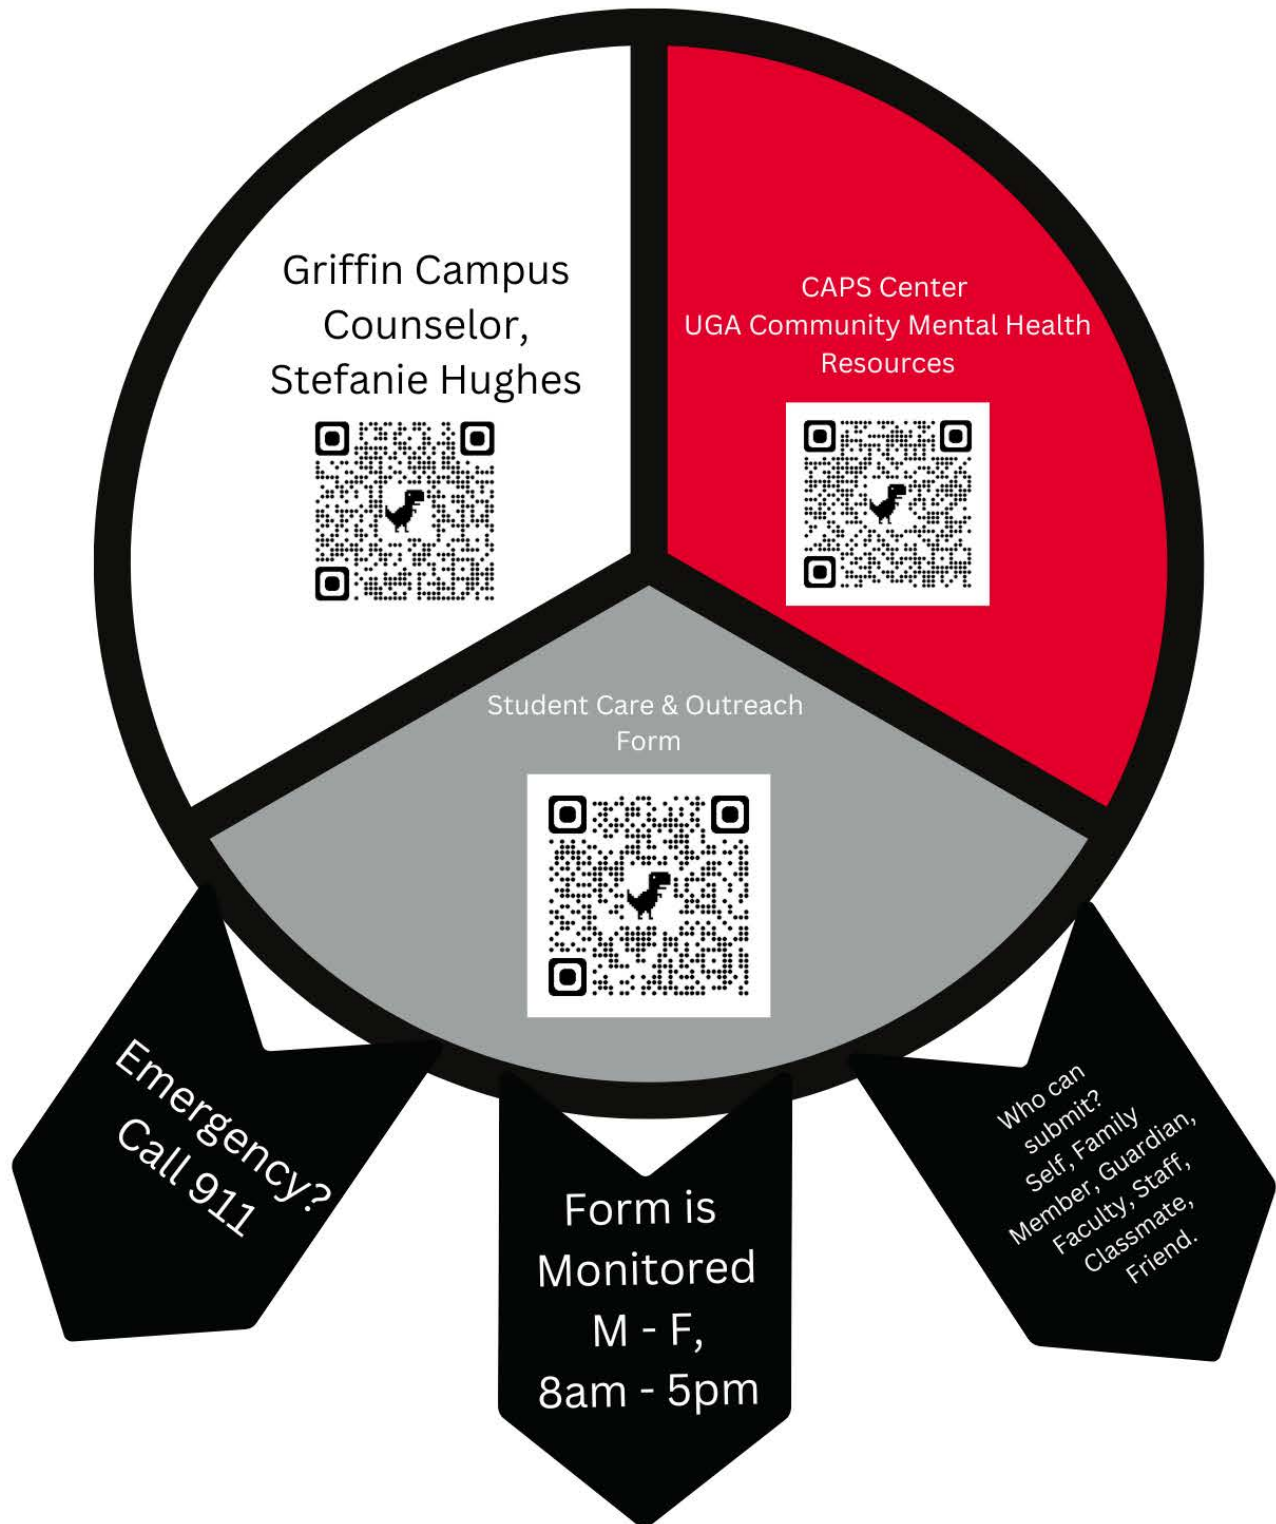 Griffin Campus
Counselor,
Stefanie Hughes
CAPS Center
UGA Community Mental Health
Resources
Student Care & Outreach
Form
Emergency?
Call 911
Form is
Monitored
M - F,
8am - 5pm
Who can
submit?
Self, Family
Member, Guardian,
Faculty, Staff,
Classmate,
Friend.